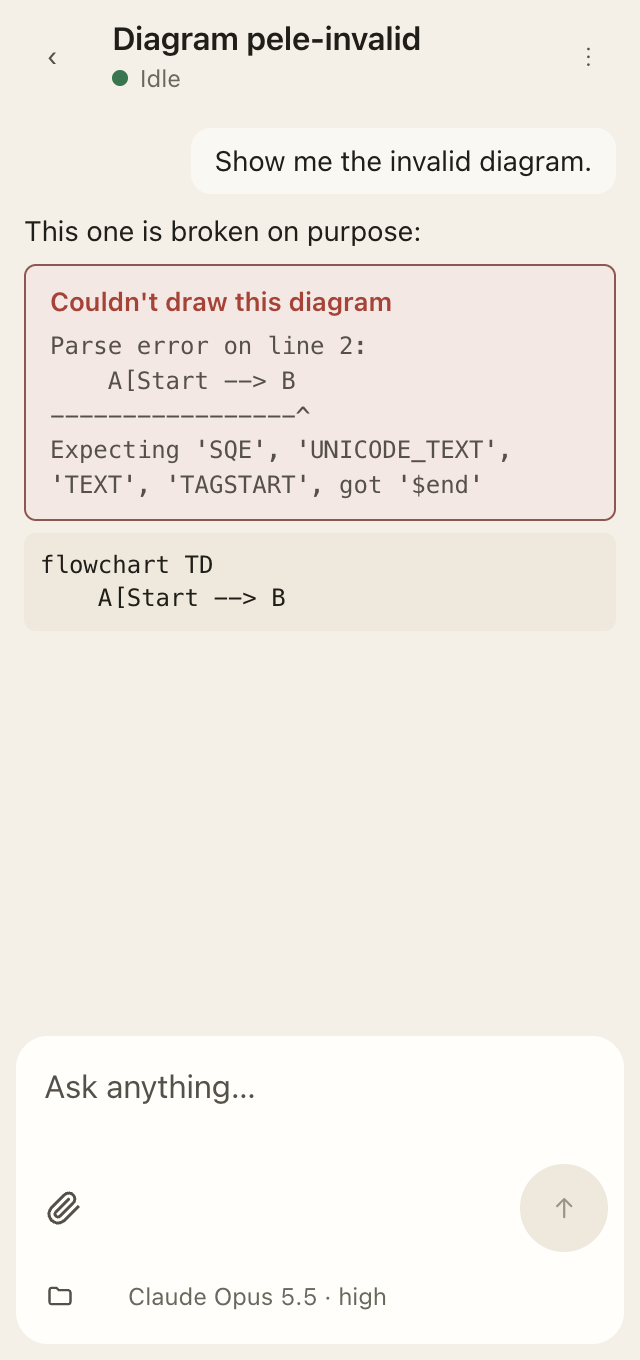 Diagram pele-invalid
Idle
Show me the invalid diagram.
This one is broken on purpose:
Couldn't draw this diagram
Parse error on line 2:
    A[Start --> B
-----------------^
Expecting 'SQE', 'UNICODE_TEXT',
'TEXT', 'TAGSTART', got '$end'
flowchart TD
    A[Start --> B
Ask anything...
Claude Opus 5.5 · high